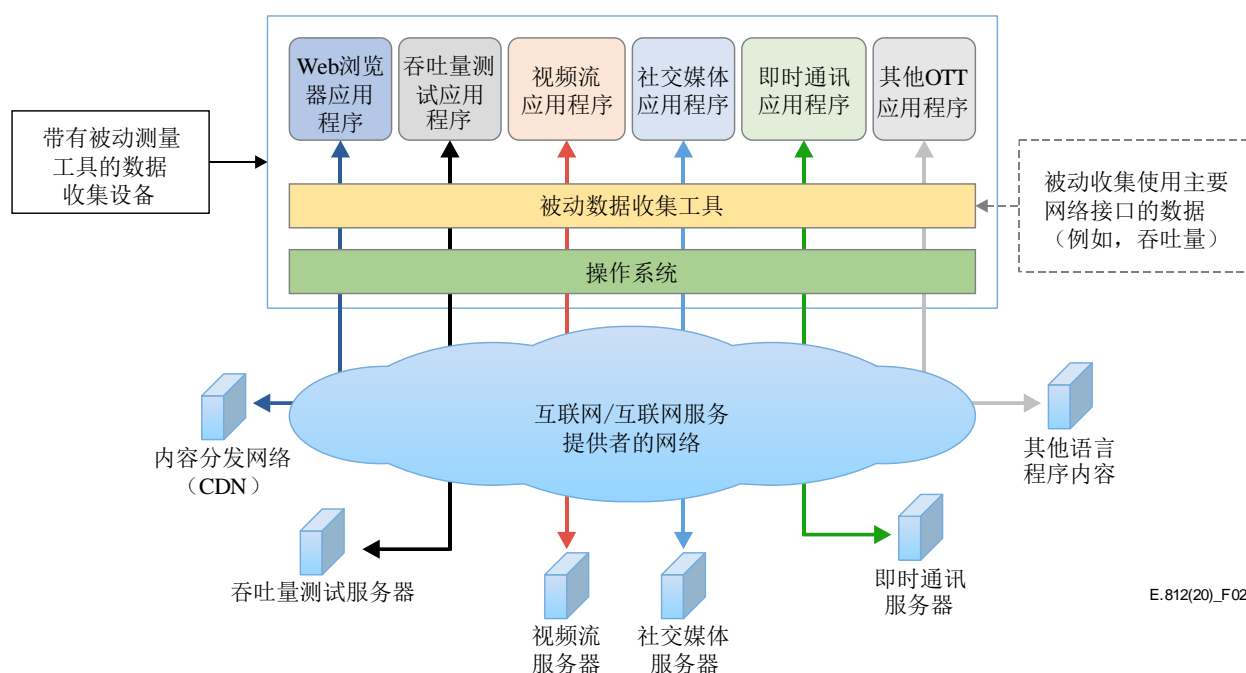 Web浏览
器应用
程序
吞吐量测
试应用
程序
视频流
应用程序
社交媒体
应用程序
即时通讯
应用程序
其他OTT
应用程序
带有被动测量
工具的数据
收集设备
被动数据收集工具
被动收集使用主要
网络接口的数据
（例如，吞吐量）
操作系统
互联网/互联网服务
提供者的网络
内容分发网络
（CDN）
其他语言
程序内容
吞吐量测试服务器
视频流
服务器
社交媒体
服务器
即时通讯
服务器
E.812(20)_F02